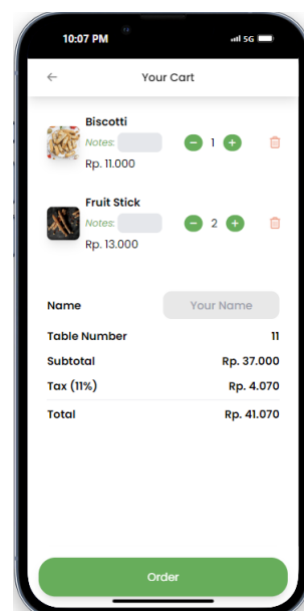 10:07 PM 5G
Your Cart
Biscotti
Notes:
1
Rp. 11.000
Fruit Stick
Notes:
2
Rp. 13.000
Name Your Name
Table Number 11
Subtotal Rp. 37.000
Tax (11%) Rp. 4.070
Total Rp. 41.070
Order